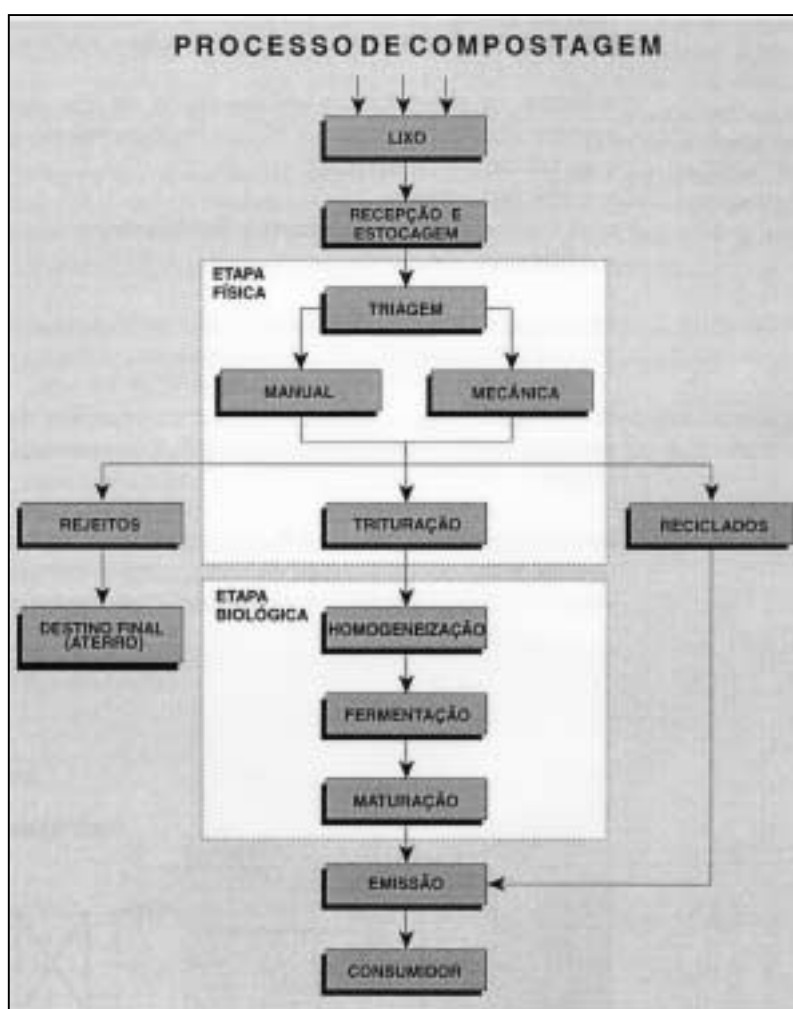 PROCESSO DE COMPOSTAGEM
LIXO
RECEPÇÃO E
ESTOCAGEM
ETAPA
FÍSICA
TRIAGEM
MANUAL
MECÂNICA
REJEITOS
TRITURAÇÃO
RECICLADOS
ETAPA
BIOLÓGICA
DESTINO FINAL
(ATERRO)
HOMOGENEIZAÇÃO
FERMENTAÇÃO
MATURAÇÃO
EMISSÃO
CONSUMIDOR